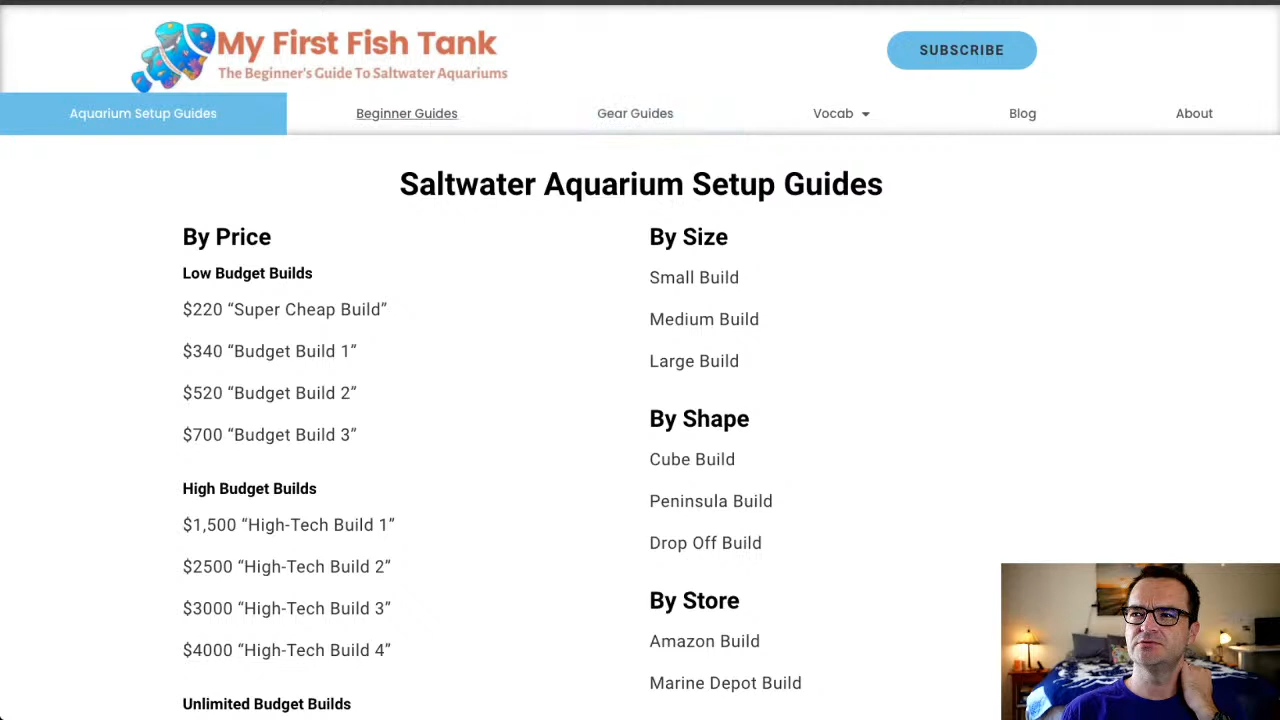 My First Fish Tank
The Beginner's Guide To Saltwater Aquariums
SUBSCRIBE
Aquarium Setup Guides
Beginner Guides
Gear Guides
Vocab
Blog
About
Saltwater Aquarium Setup Guides
By Price
Low Budget Builds
$220 “Super Cheap Build”
$340 “Budget Build 1”
$520 “Budget Build 2”
$700 “Budget Build 3”
High Budget Builds
$1,500 “High-Tech Build 1”
$2500 “High-Tech Build 2”
$3000 “High-Tech Build 3”
$4000 “High-Tech Build 4”
Unlimited Budget Builds
By Size
Small Build
Medium Build
Large Build
By Shape
Cube Build
Peninsula Build
Drop Off Build
By Store
Amazon Build
Marine Depot Build